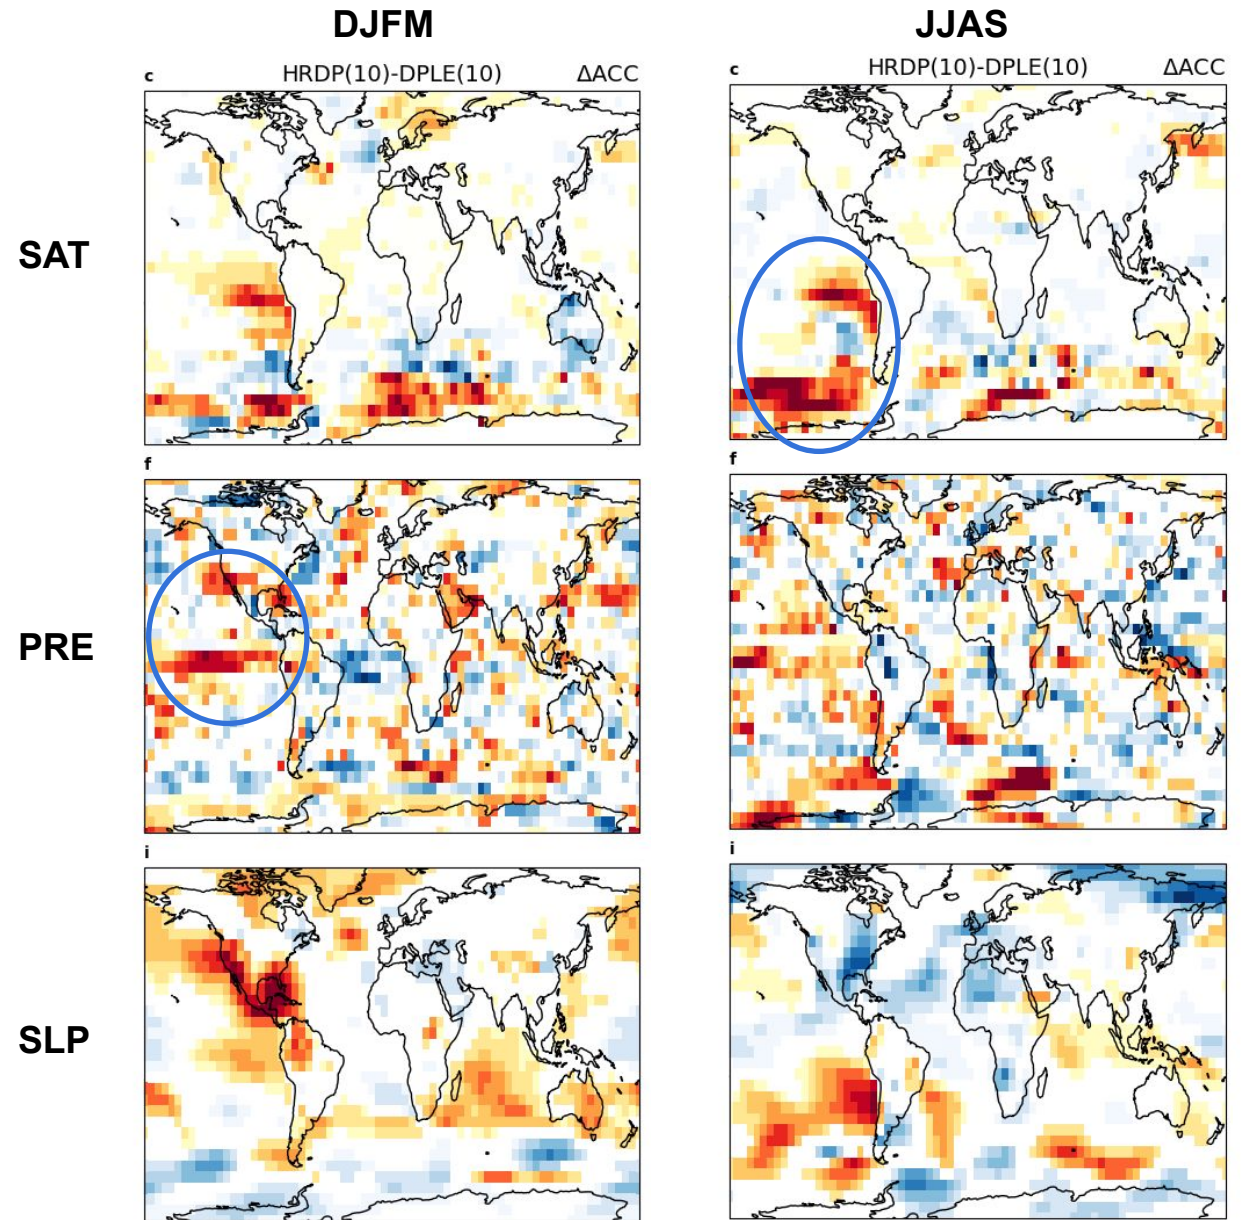 DJFM
JJAS
c HRDP(10)-DPLE(10) ΔACC
c HRDP(10)-DPLE(10) ΔACC
SAT
f
f
PRE
i
i
SLP